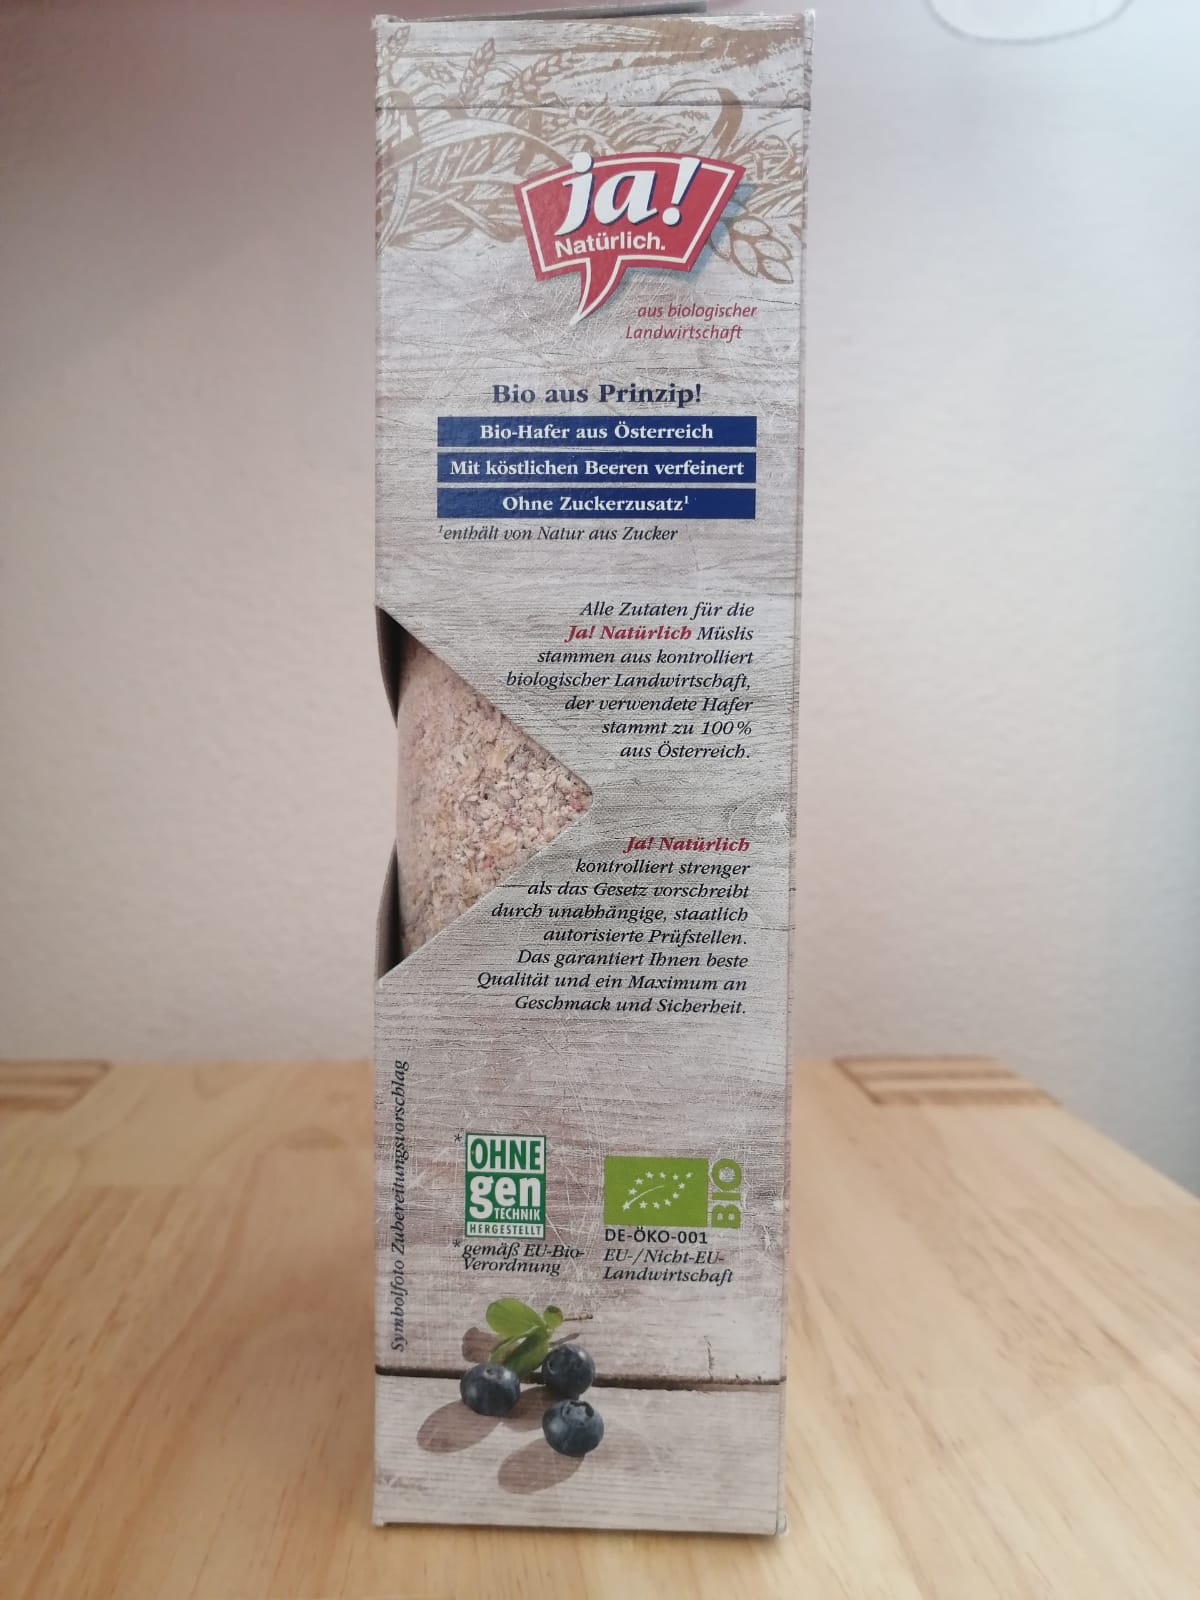 ja!
Natürlich.
aus biologischer
Landwirtschaft
Bio aus Prinzip!
Bio-Hafer aus Österreich
Mit köstlichen Beeren verfeinert
Ohne Zuckerzusatz¹
¹enthält von Natur aus Zucker
Alle Zutaten für die
Ja! Natürlich Müslis
stammen aus kontrolliert
biologischer Landwirtschaft,
der verwendete Hafer
stammt zu 100%
aus Österreich.
Ja! Natürlich
kontrolliert strenger
als das Gesetz vorschreibt
durch unabhängige, staatlich
autorisierte Prüfstellen.
Das garantiert Ihnen beste
Qualität und ein Maximum an
Geschmack und Sicherheit.
Symbolfoto Zubereitungsvorschlag
*OHNE
gen
TECHNIK
HERGESTELLT
*gemäß EU-Bio-
Verordnung
BIO
DE-ÖKO-001
EU-/Nicht-EU-
Landwirtschaft